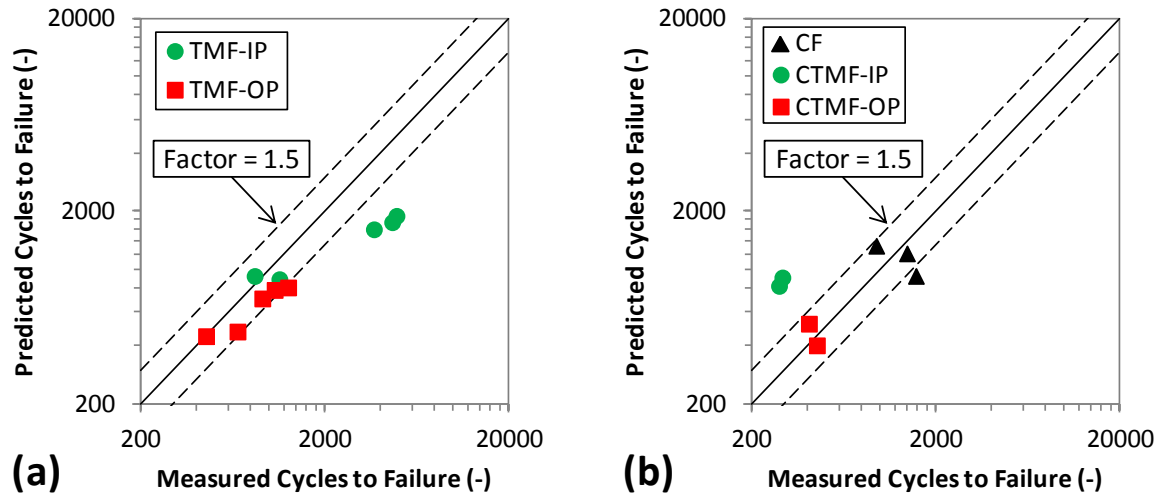 20000
2000
200
Predicted Cycles to Failure (-)
TMF-IP
TMF-OP
Factor = 1.5
200
2000
20000
Measured Cycles to Failure (-)
(a)
20000
2000
200
Predicted Cycles to Failure (-)
CF
CTMF-IP
CTMF-OP
Factor = 1.5
200
2000
20000
Measured Cycles to Failure (-)
(b)